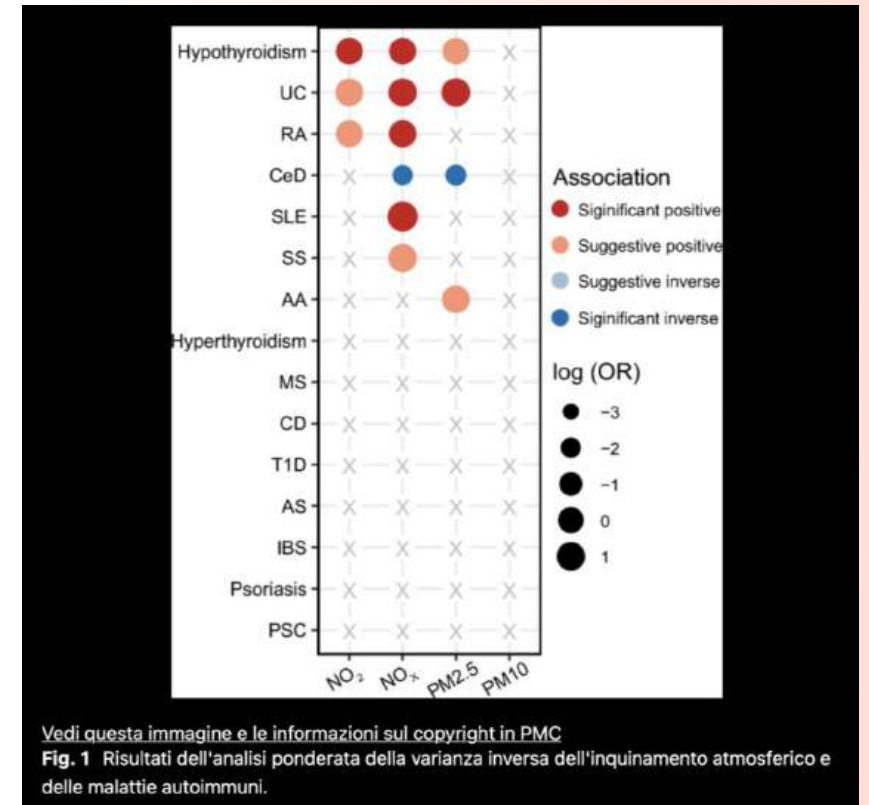 Hypothyroidism
UC
RA
CeD
SLE
SS
AA
Hyperthyroidism
MS
CD
T1D
AS
IBS
Psoriasis
PSC
NO₂ NOₓ PM2.5 PM10
Association
Siginificant positive
Suggestive positive
Suggestive inverse
Siginificant inverse
log (OR)
−3
−2
−1
0
1
Vedi questa immagine e le informazioni sul copyright in PMC
Fig. 1 Risultati dell'analisi ponderata della varianza inversa dell'inquinamento atmosferico e
delle malattie autoimmuni.